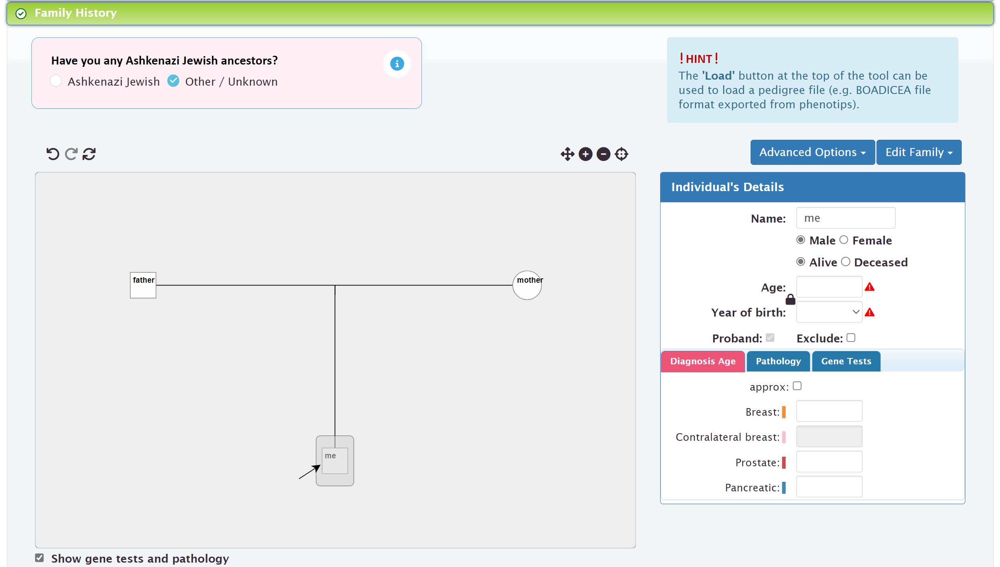 Family History
Have you any Ashkenazi Jewish ancestors?
Ashkenazi Jewish Other / Unknown
!HINT!
The 'Load' button at the top of the tool can be
used to load a pedigree file (e.g. BOADICEA file
format exported from phenotips).
Advanced Options Edit Family
father
mother
me
Show gene tests and pathology
Individual's Details
Name: me
Male Female
Alive Deceased
Age:
Year of birth:
Proband: Exclude:
Diagnosis Age Pathology Gene Tests
approx:
Breast:
Contralateral breast:
Prostate:
Pancreatic: